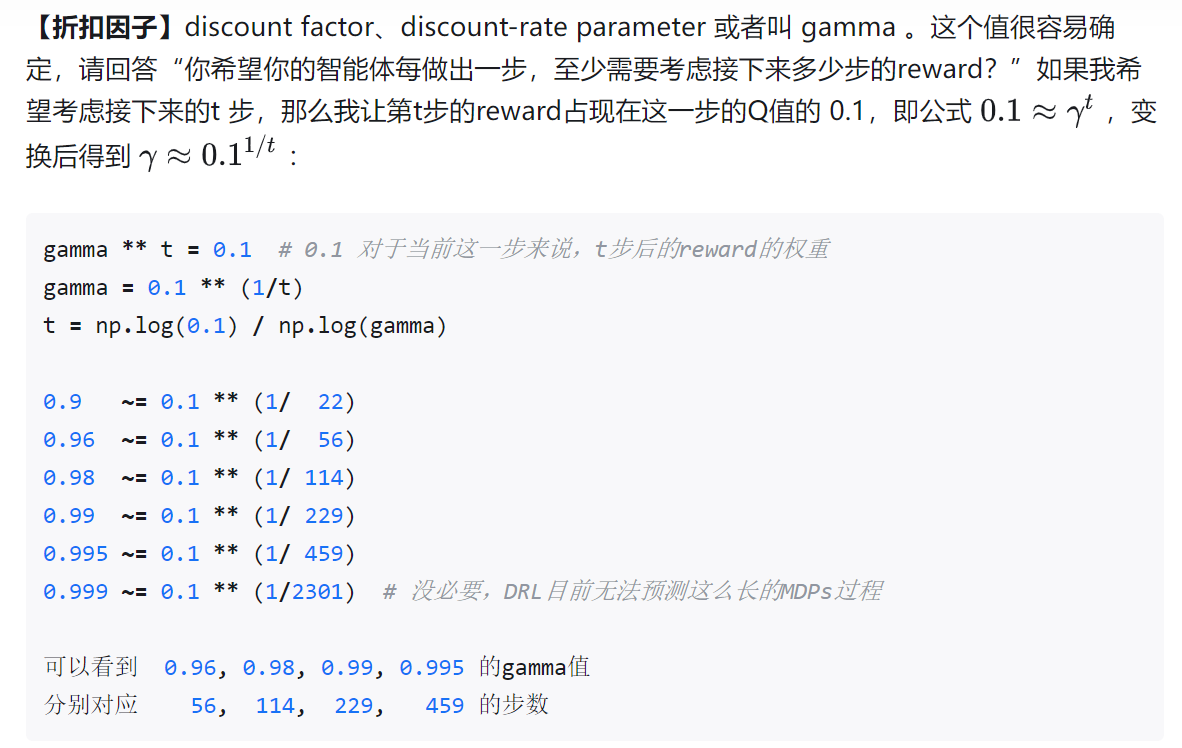 【折扣因子】discount factor、discount-rate parameter 或者叫 gamma 。这个值很容易确
定，请回答“你希望你的智能体每做出一步，至少需要考虑接下来多少步的reward？”如果我希
望考虑接下来的t 步，那么我让第t步的reward占现在这一步的Q值的 0.1，即公式 0.1 ≈ γ^t ，变
换后得到 γ ≈ 0.1^{1/t} ：
gamma ** t = 0.1  # 0.1 对于当前这一步来说，t步后的reward的权重
gamma = 0.1 ** (1/t)
t = np.log(0.1) / np.log(gamma)
0.9   ~= 0.1 ** (1/  22)
0.96  ~= 0.1 ** (1/  56)
0.98  ~= 0.1 ** (1/ 114)
0.99  ~= 0.1 ** (1/ 229)
0.995 ~= 0.1 ** (1/ 459)
0.999 ~= 0.1 ** (1/2301)  # 没必要，DRL目前无法预测这么长的MDPs过程
可以看到  0.96, 0.98, 0.99, 0.995 的gamma值
分别对应    56,  114,  229,   459 的步数